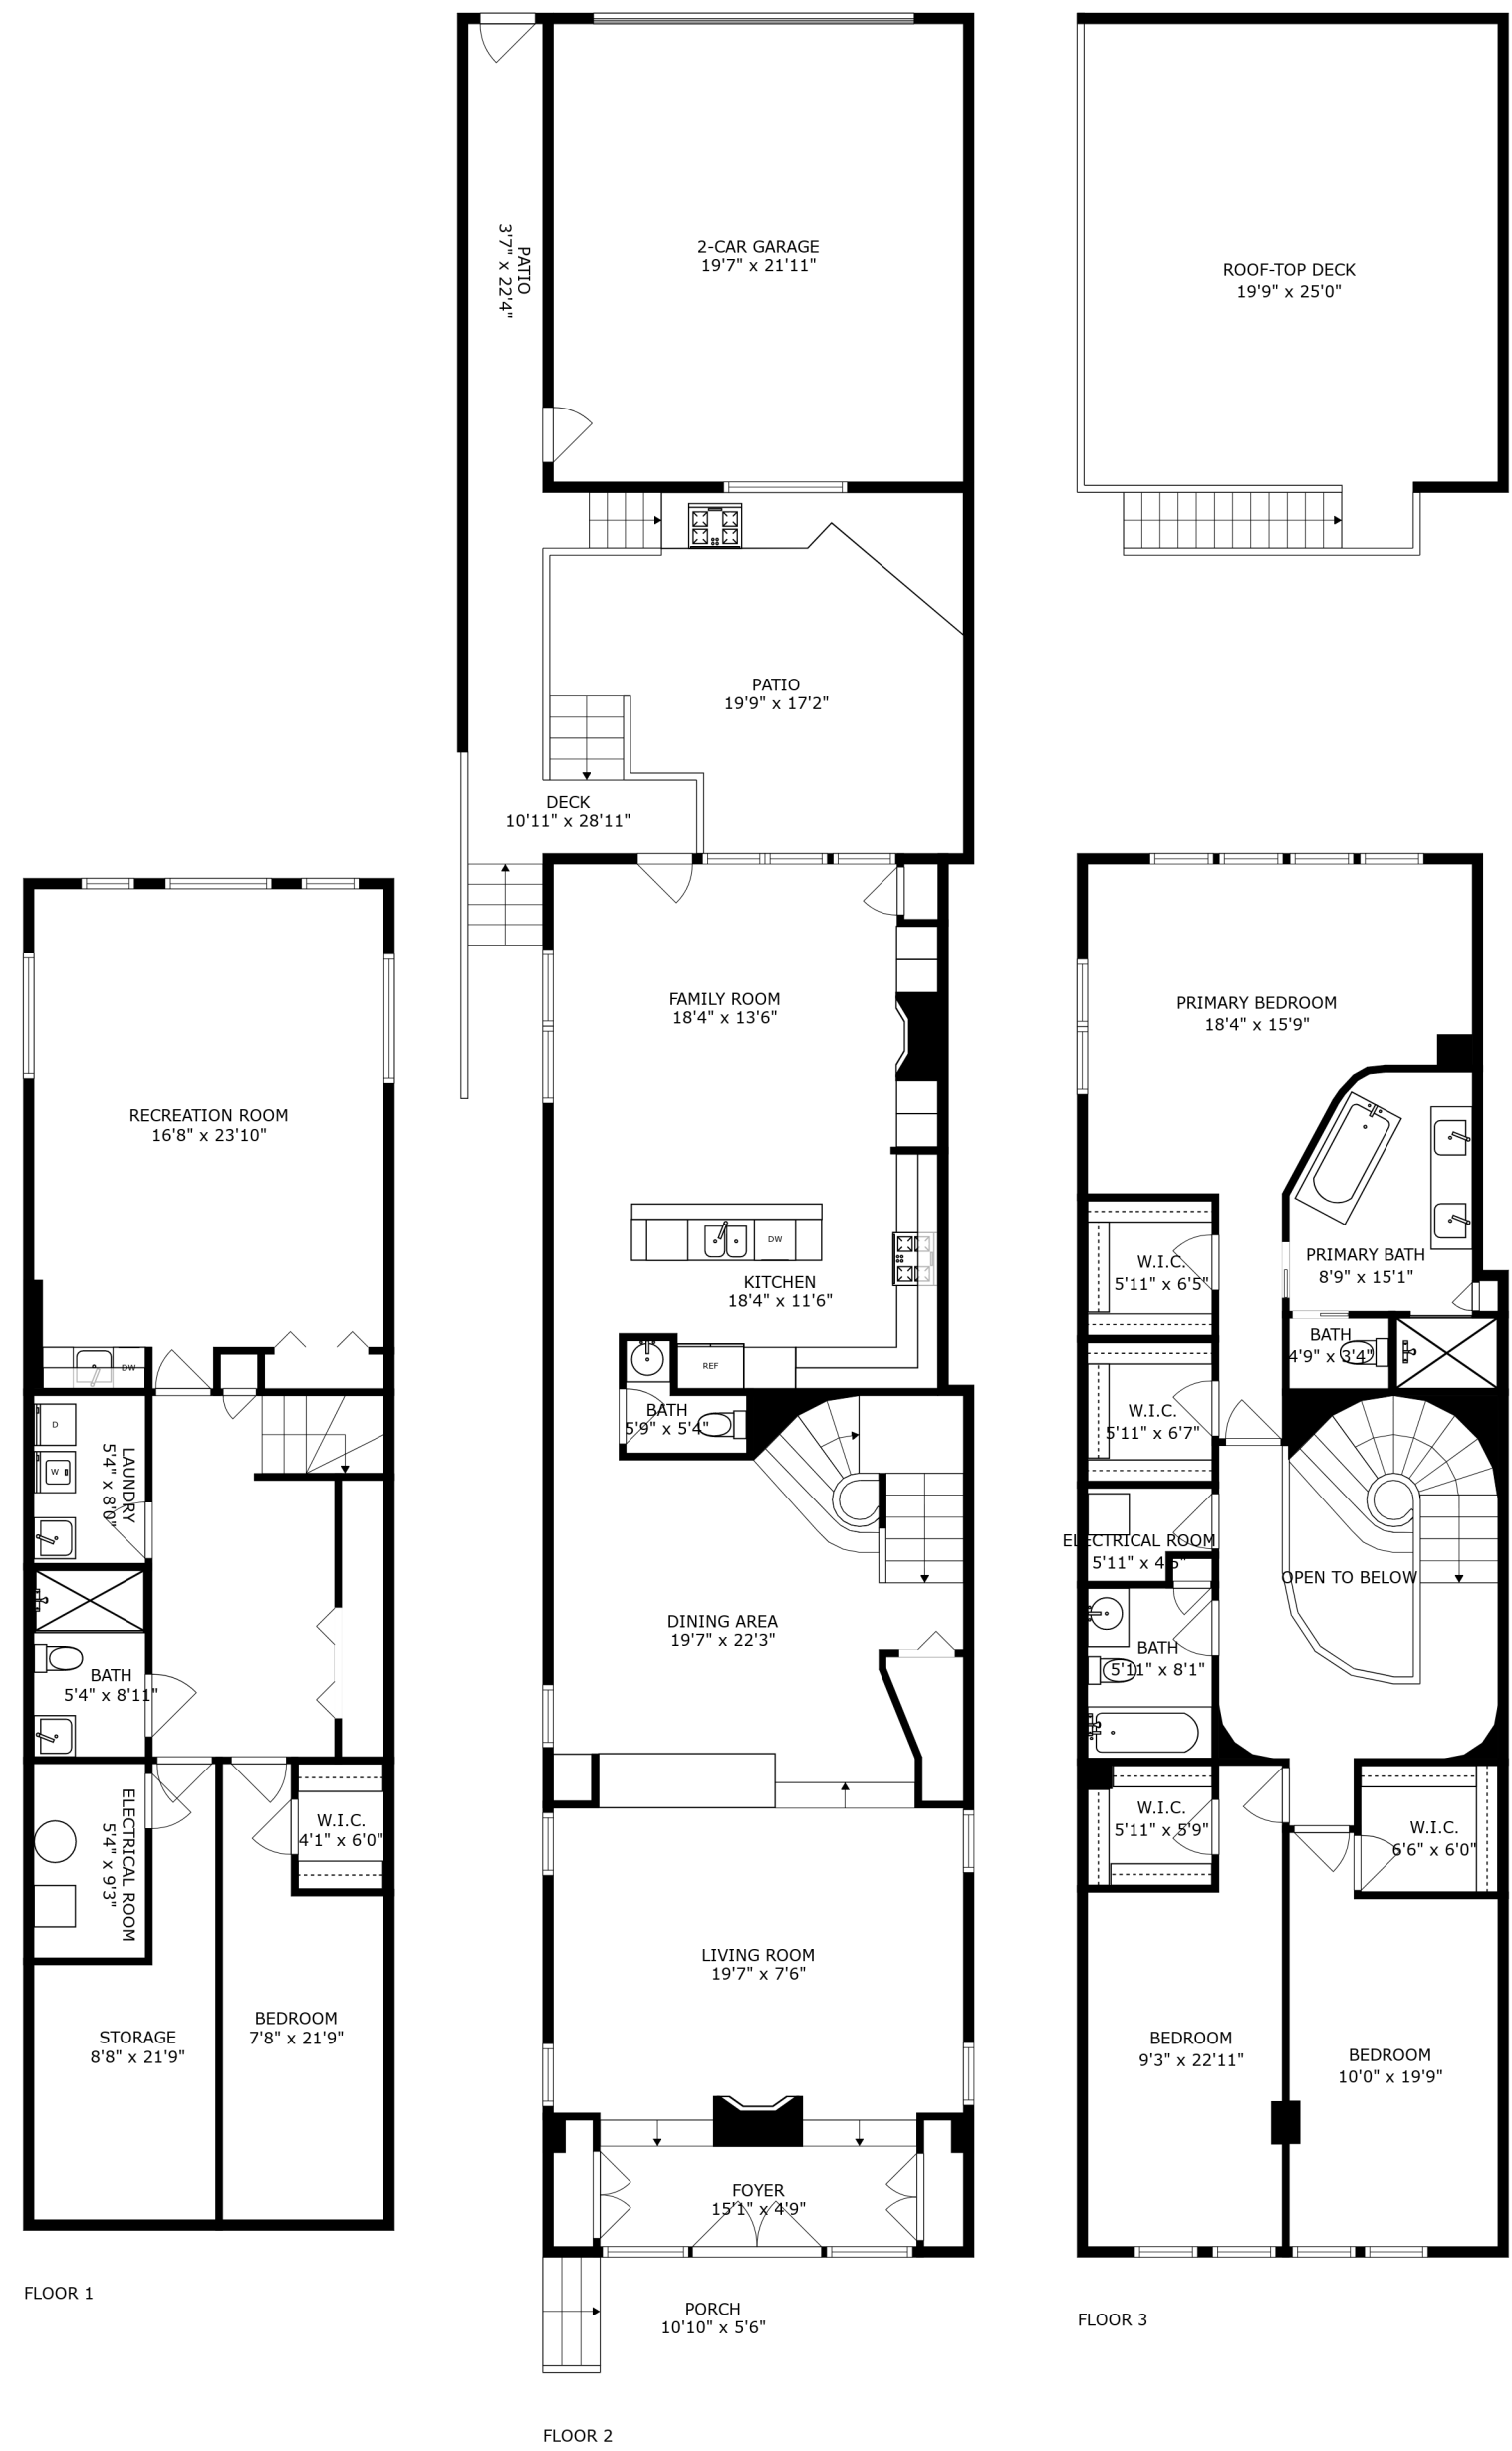 RECREATION ROOM
16'8" x 23'10"
DW
D
W
LAUNDRY
5'4" x 8'0"
BATH
5'4" x 8'11"
ELECTRICAL ROOM
5'4" x 9'3"
W.I.C.
4'1" x 6'0"
STORAGE
8'8" x 21'9"
BEDROOM
7'8" x 21'9"
FLOOR 1
PATIO
3'7" x 22'4"
2-CAR GARAGE
19'7" x 21'11"
PATIO
19'9" x 17'2"
DECK
10'11" x 28'11"
FAMILY ROOM
18'4" x 13'6"
DW
KITCHEN
18'4" x 11'6"
REF
BATH
5'9" x 5'4"
DINING AREA
19'7" x 22'3"
LIVING ROOM
19'7" x 7'6"
FOYER
15'1" x 4'9"
PORCH
10'10" x 5'6"
FLOOR 2
ROOF-TOP DECK
19'9" x 25'0"
PRIMARY BEDROOM
18'4" x 15'9"
PRIMARY BATH
8'9" x 15'1"
W.I.C.
5'11" x 6'5"
BATH
4'9" x 3'4"
W.I.C.
5'11" x 6'7"
ELECTRICAL ROOM
5'11" x 4'5"
OPEN TO BELOW
BATH
5'11" x 8'1"
W.I.C.
5'11" x 5'9"
W.I.C.
6'6" x 6'0"
BEDROOM
9'3" x 22'11"
BEDROOM
10'0" x 19'9"
FLOOR 3